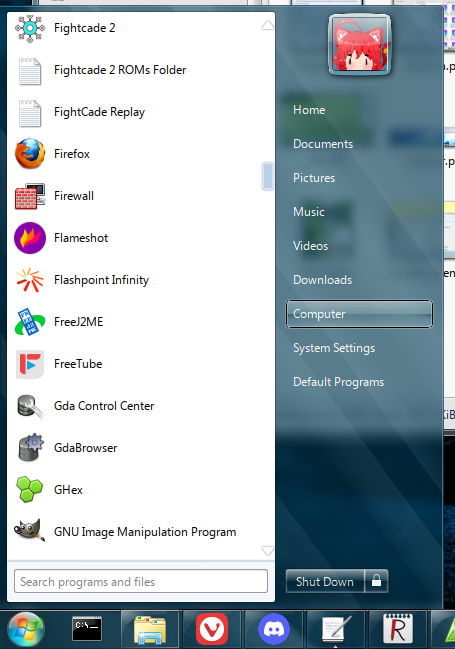 Fightcade 2
Fightcade 2 ROMs Folder
FightCade Replay
Firefox
Firewall
Flameshot
Flashpoint Infinity
FreeJ2ME
FreeTube
Gda Control Center
GdaBrowser
GHex
GNU Image Manipulation Program
Search programs and files
Home
Documents
Pictures
Music
Videos
Downloads
Computer
System Settings
Default Programs
Shut Down
C:\_
R